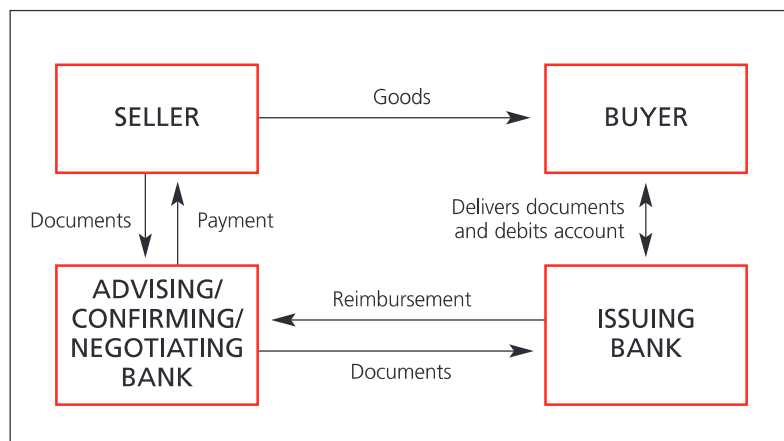 SELLER
Goods
BUYER
Documents
Payment
Delivers documents
and debits account
ADVISING/
CONFIRMING/
NEGOTIATING
BANK
Reimbursement
Documents
ISSUING
BANK